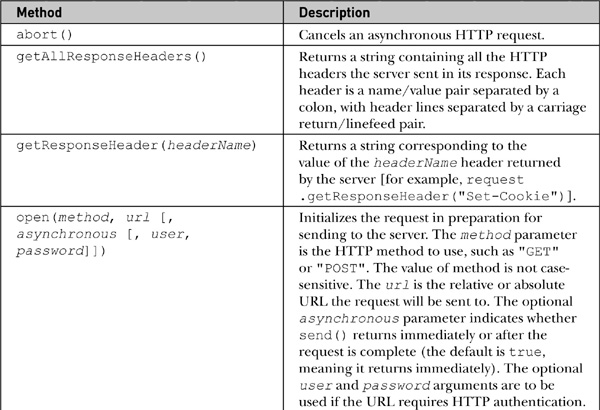 Method Description
abort() Cancels an asynchronous HTTP request.
getAllResponseHeaders() Returns a string containing all the HTTP
headers the server sent in its response. Each
header is a name/value pair separated by a
colon, with header lines separated by a carriage
return/linefeed pair.
getResponseHeader(headerName) Returns a string corresponding to the
value of the headerName header returned
by the server [for example, request
.getResponseHeader("Set-Cookie")].
open(method, url [, Initializes the request in preparation for
asynchronous [, user, sending to the server. The method parameter
password]]) is the HTTP method to use, such as "GET"
or "POST". The value of method is not case-
sensitive. The url is the relative or absolute
URL the request will be sent to. The optional
asynchronous parameter indicates whether
send() returns immediately or after the
request is complete (the default is true,
meaning it returns immediately). The optional
user and password arguments are to be
used if the URL requires HTTP authentication.